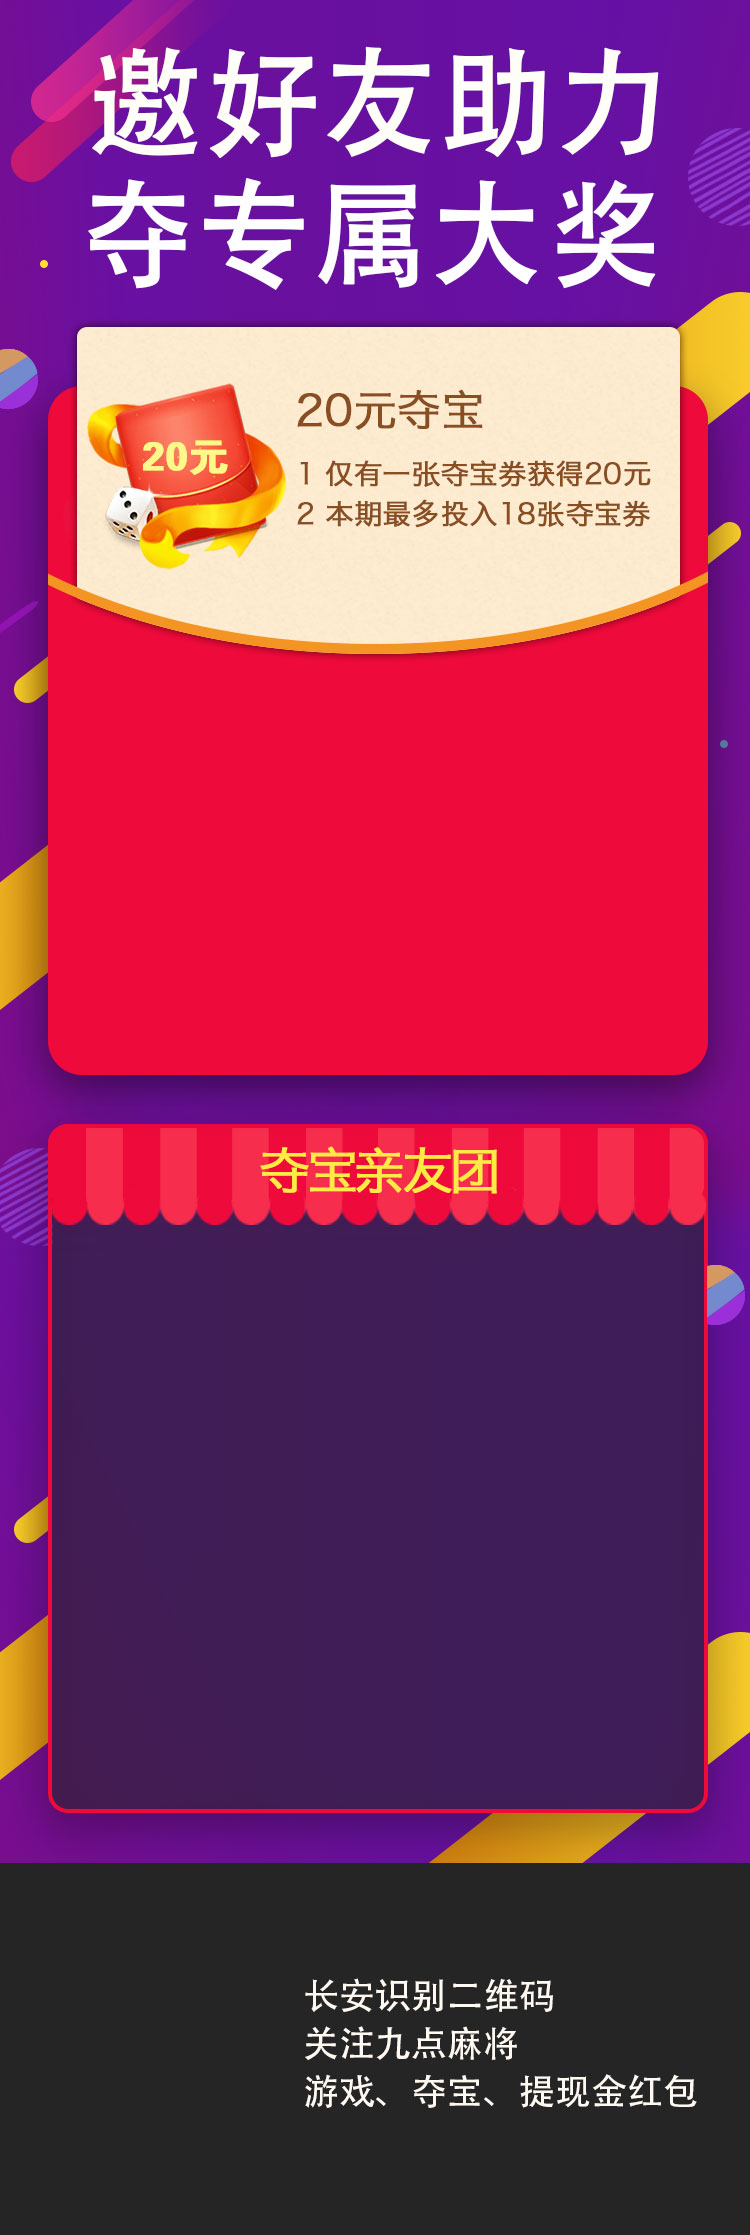 邀好友助力
夺专属大奖
20元
20元夺宝
1 仅有一张夺宝券获得20元
2 本期最多投入18张夺宝券
夺宝亲友团
长安识别二维码
关注九点麻将
游戏、夺宝、提现金红包